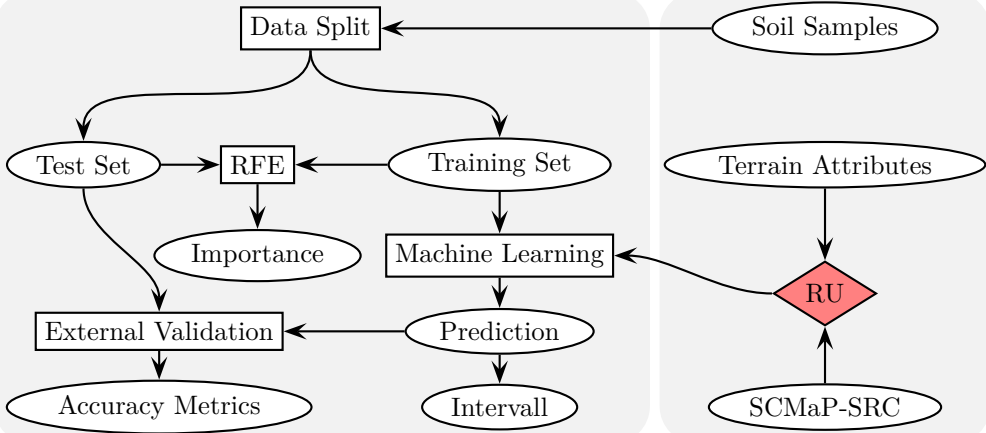 Data Split
Soil Samples
Test Set
RFE
Training Set
Terrain Attributes
Importance
Machine Learning
RU
External Validation
Prediction
Accuracy Metrics
Intervall
SCMaP-SRC